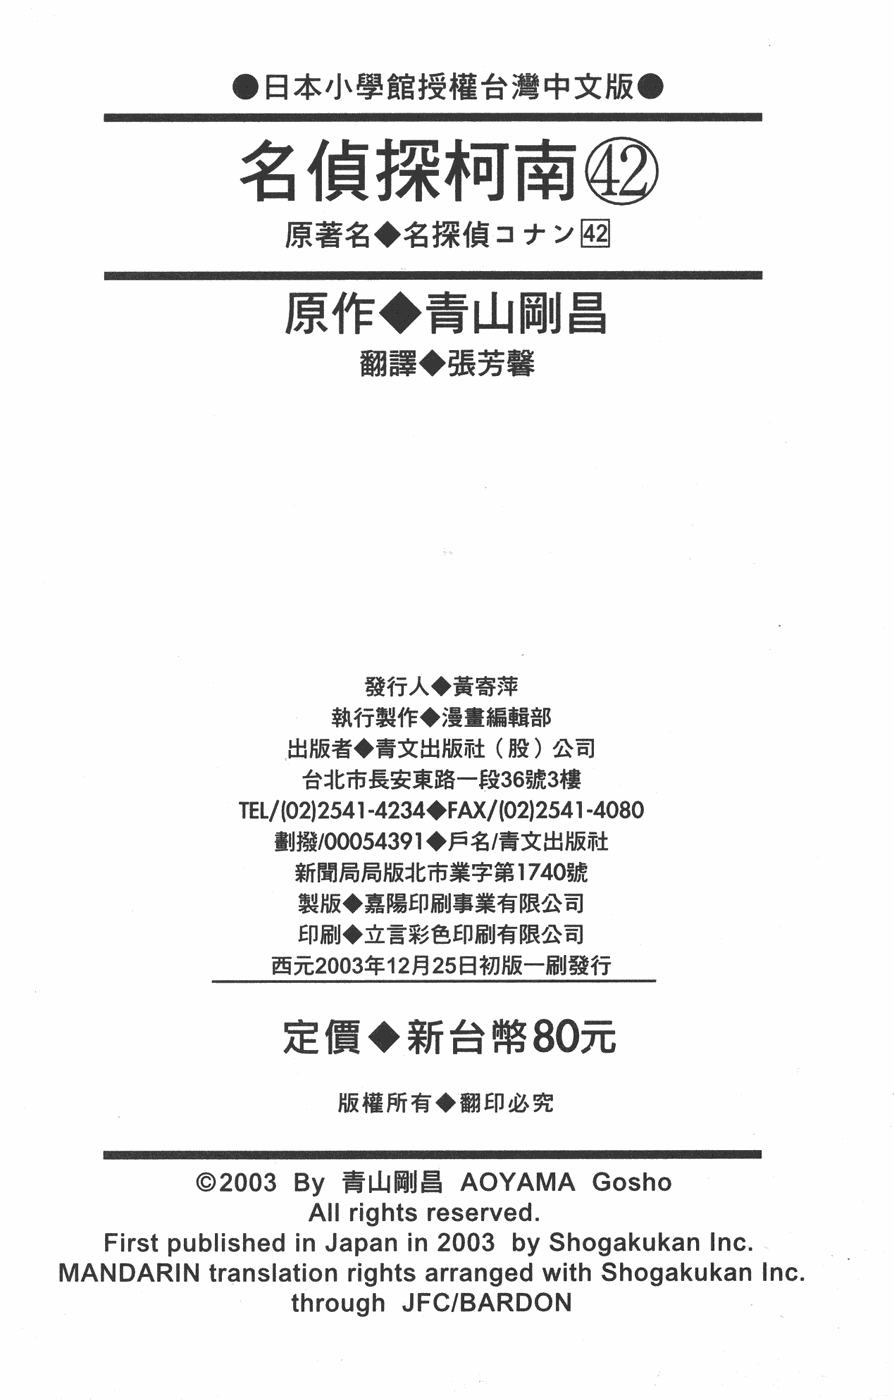 ●日本小學館授權台灣中文版●
名偵探柯南㊷
原著名◆名探偵コナン42
原作◆青山剛昌
翻譯◆張芳馨
發行人◆黃寄萍
執行製作◆漫畫編輯部
出版者◆青文出版社（股）公司
台北市長安東路一段36號3樓
TEL/(02)2541-4234◆FAX/(02)2541-4080
劃撥/00054391◆戶名/青文出版社
新聞局局版北市業字第1740號
製版◆嘉陽印刷事業有限公司
印刷◆立言彩色印刷有限公司
西元2003年12月25日初版一刷發行
定價◆新台幣80元
版權所有◆翻印必究
©2003 By 青山剛昌 AOYAMA Gosho
All rights reserved.
First published in Japan in 2003 by Shogakukan Inc.
MANDARIN translation rights arranged with Shogakukan Inc.
through JFC/BARDON